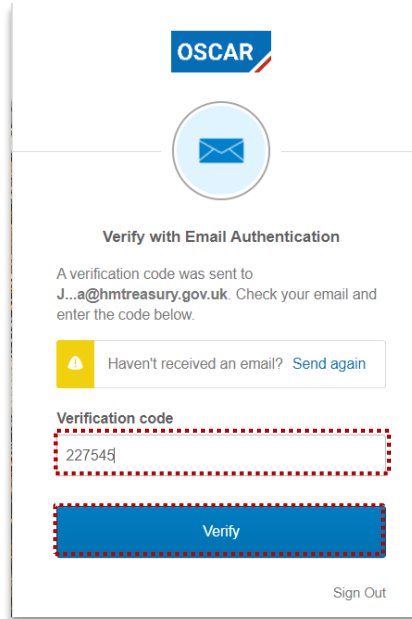 OSCAR
Verify with Email Authentication
A verification code was sent to
J...a@hmtreasury.gov.uk. Check your email and
enter the code below.
Haven't received an email? Send again
Verification code
227545
Verify
Sign Out